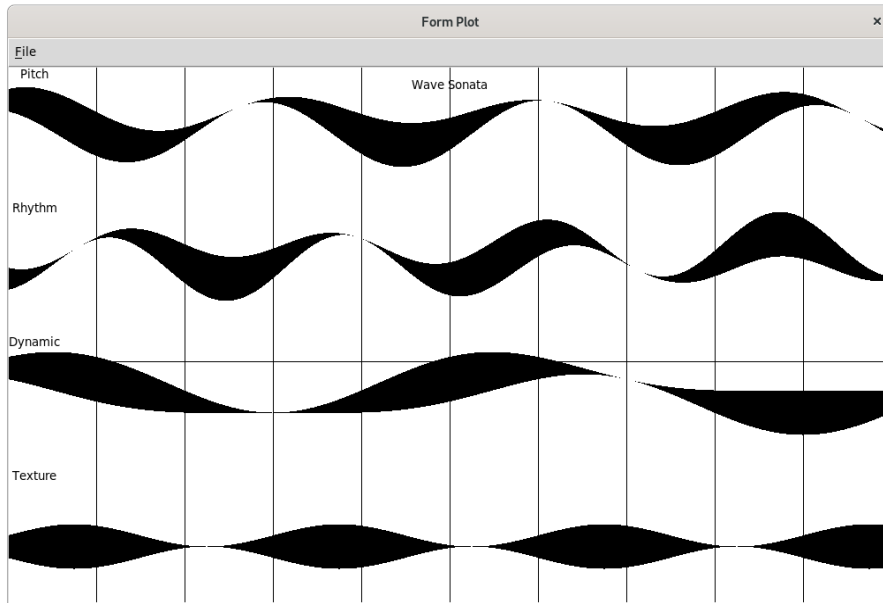 Form Plot
×
File
Pitch
Wave Sonata
Rhythm
Dynamic
Texture